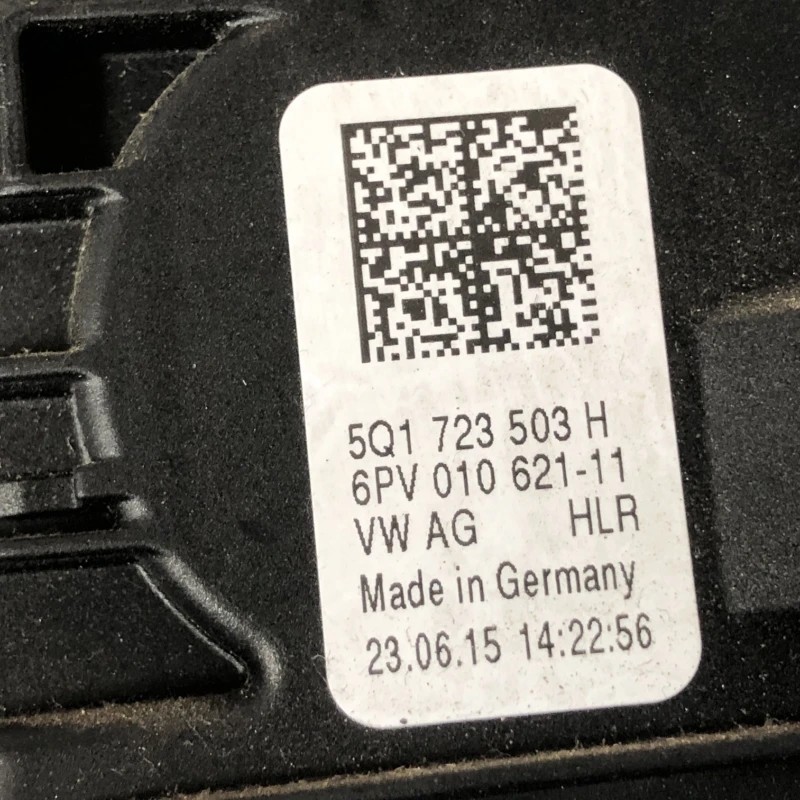 5Q1 723 503 H
6PV 010 621-11
VW AG HLR
Made in Germany
23.06.15 14:22:56